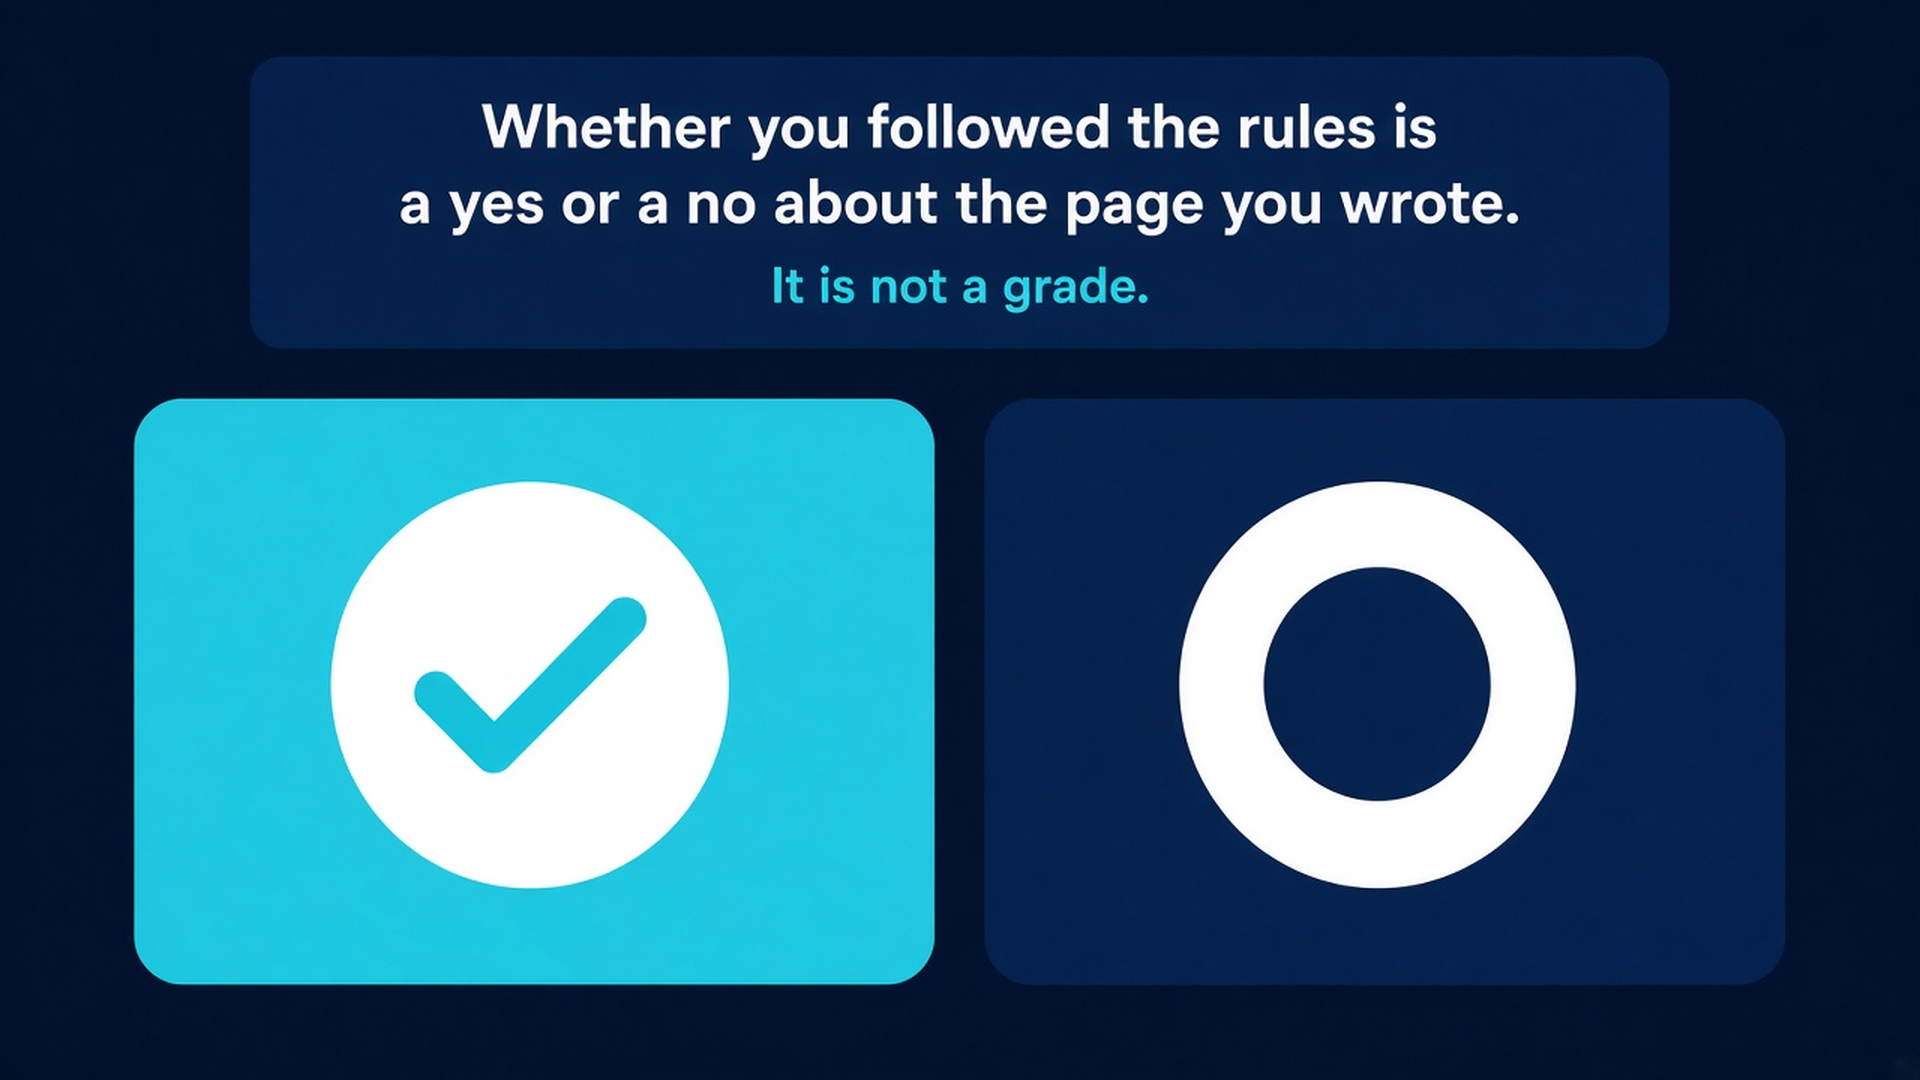 Whether you followed the rules is
a yes or a no about the page you wrote.
It is not a grade.